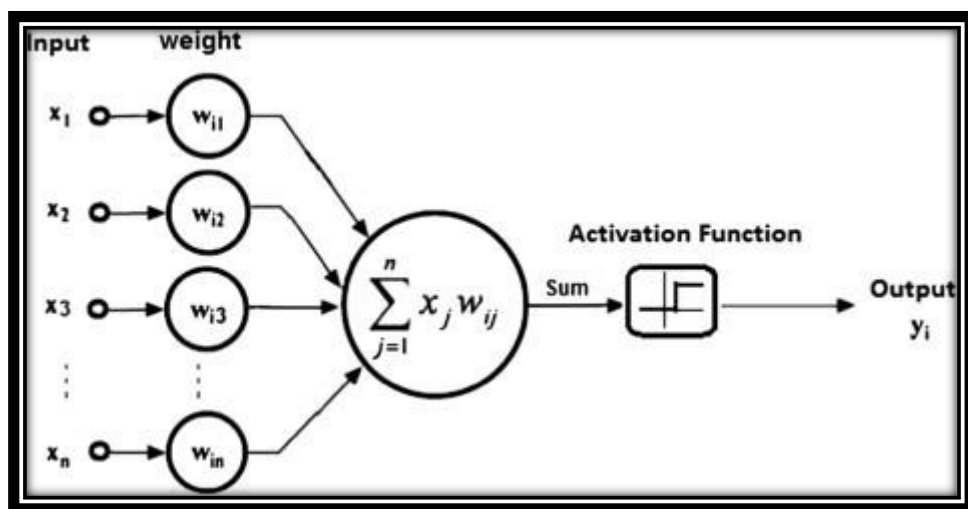 Input weight
x1 wi1
x2 wi2
Activation Function
n
∑ xj wij
j=1
Sum
Output
yi
x3 wi3
⋮ ⋮
xn win